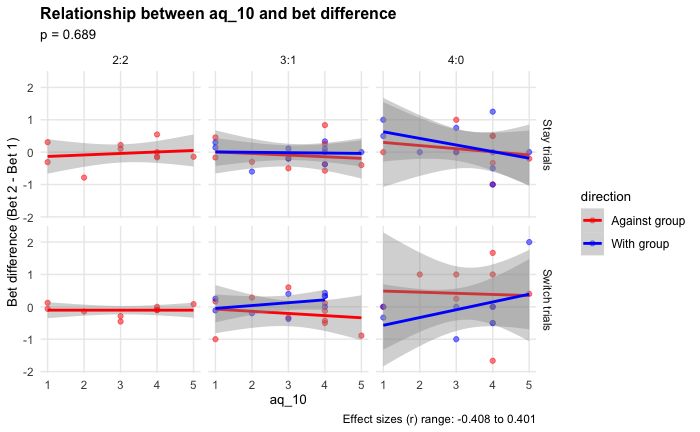 Relationship between aq_10 and bet difference
p = 0.689
2:2
3:1
4:0
Bet difference (Bet 2 - Bet 1)
2
1
0
-1
-2
Stay trials
2
1
0
-1
-2
Switch trials
1 2 3 4 5
1 2 3 4 5
1 2 3 4 5
aq_10
direction
Against group
With group
Effect sizes (r) range: -0.408 to 0.401